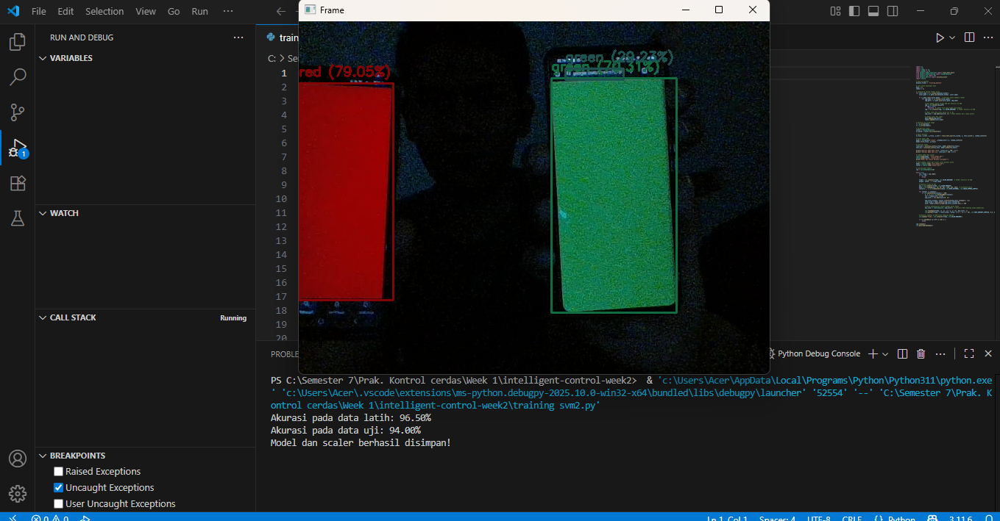 File Edit Selection View Go Run ···
Frame
RUN AND DEBUG ···
VARIABLES
WATCH
CALL STACK
Running
BREAKPOINTS
Raised Exceptions
Uncaught Exceptions
User Uncaught Exceptions
train
C: > Se
1
2
3
4
5
6
7
8
9
10
11
12
13
14
15
16
17
18
19
20
red (79.05%)
green (29.23%)
PROBLE
Python Debug Console
PS C:\Semester 7\Prak. Kontrol cerdas\Week 1\intelligent-control-week2> & 'c:\Users\Acer\AppData\Local\Programs\Python\Python311\python.exe
' 'c:\Users\Acer\.vscode\extensions\ms-python.debugpy-2025.10.0-win32-x64\bundled\libs\debugpy\launcher' '52554' '--' 'C:\Semester 7\Prak. K
ontrol cerdas\Week 1\intelligent-control-week2\training svm2.py'
Akurasi pada data latih: 96.50%
Akurasi pada data uji: 94.00%
Model dan scaler berhasil disimpan!
1
0 0
Ln 1, Col 1 Spaces: 4 UTF-8 CRLF {} Python 3.11.6